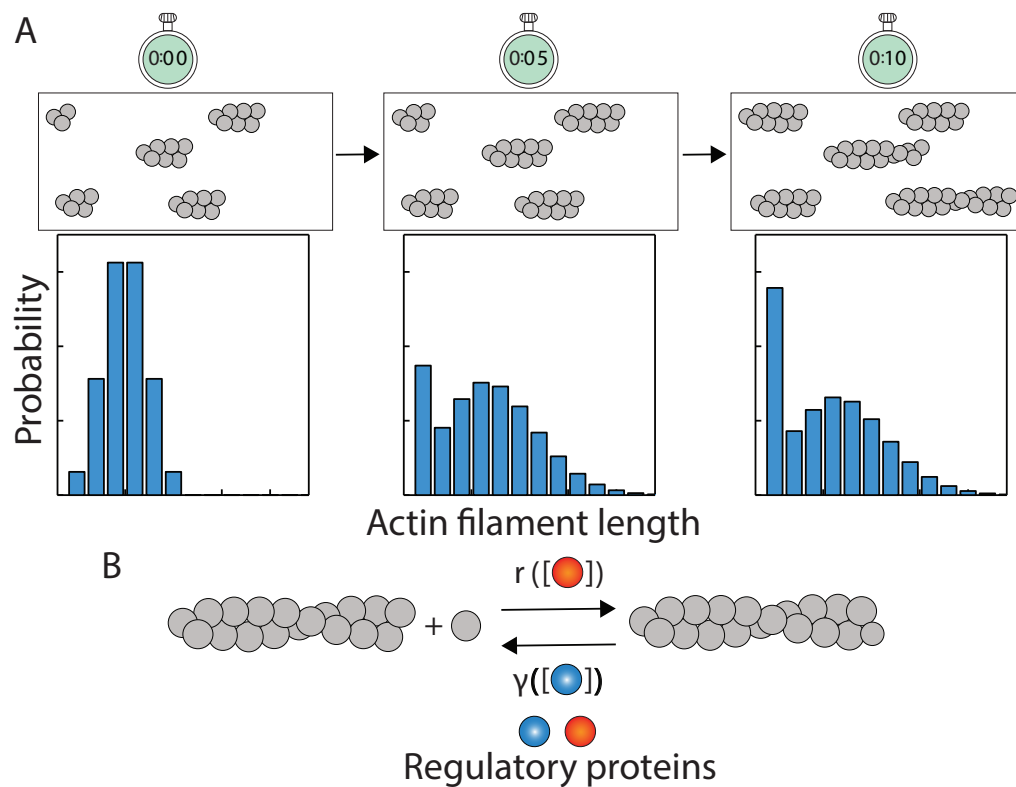 A
0:00
0:05
0:10
Probability
Actin filament length
B
r ([ ])
+
γ([ ])
Regulatory proteins